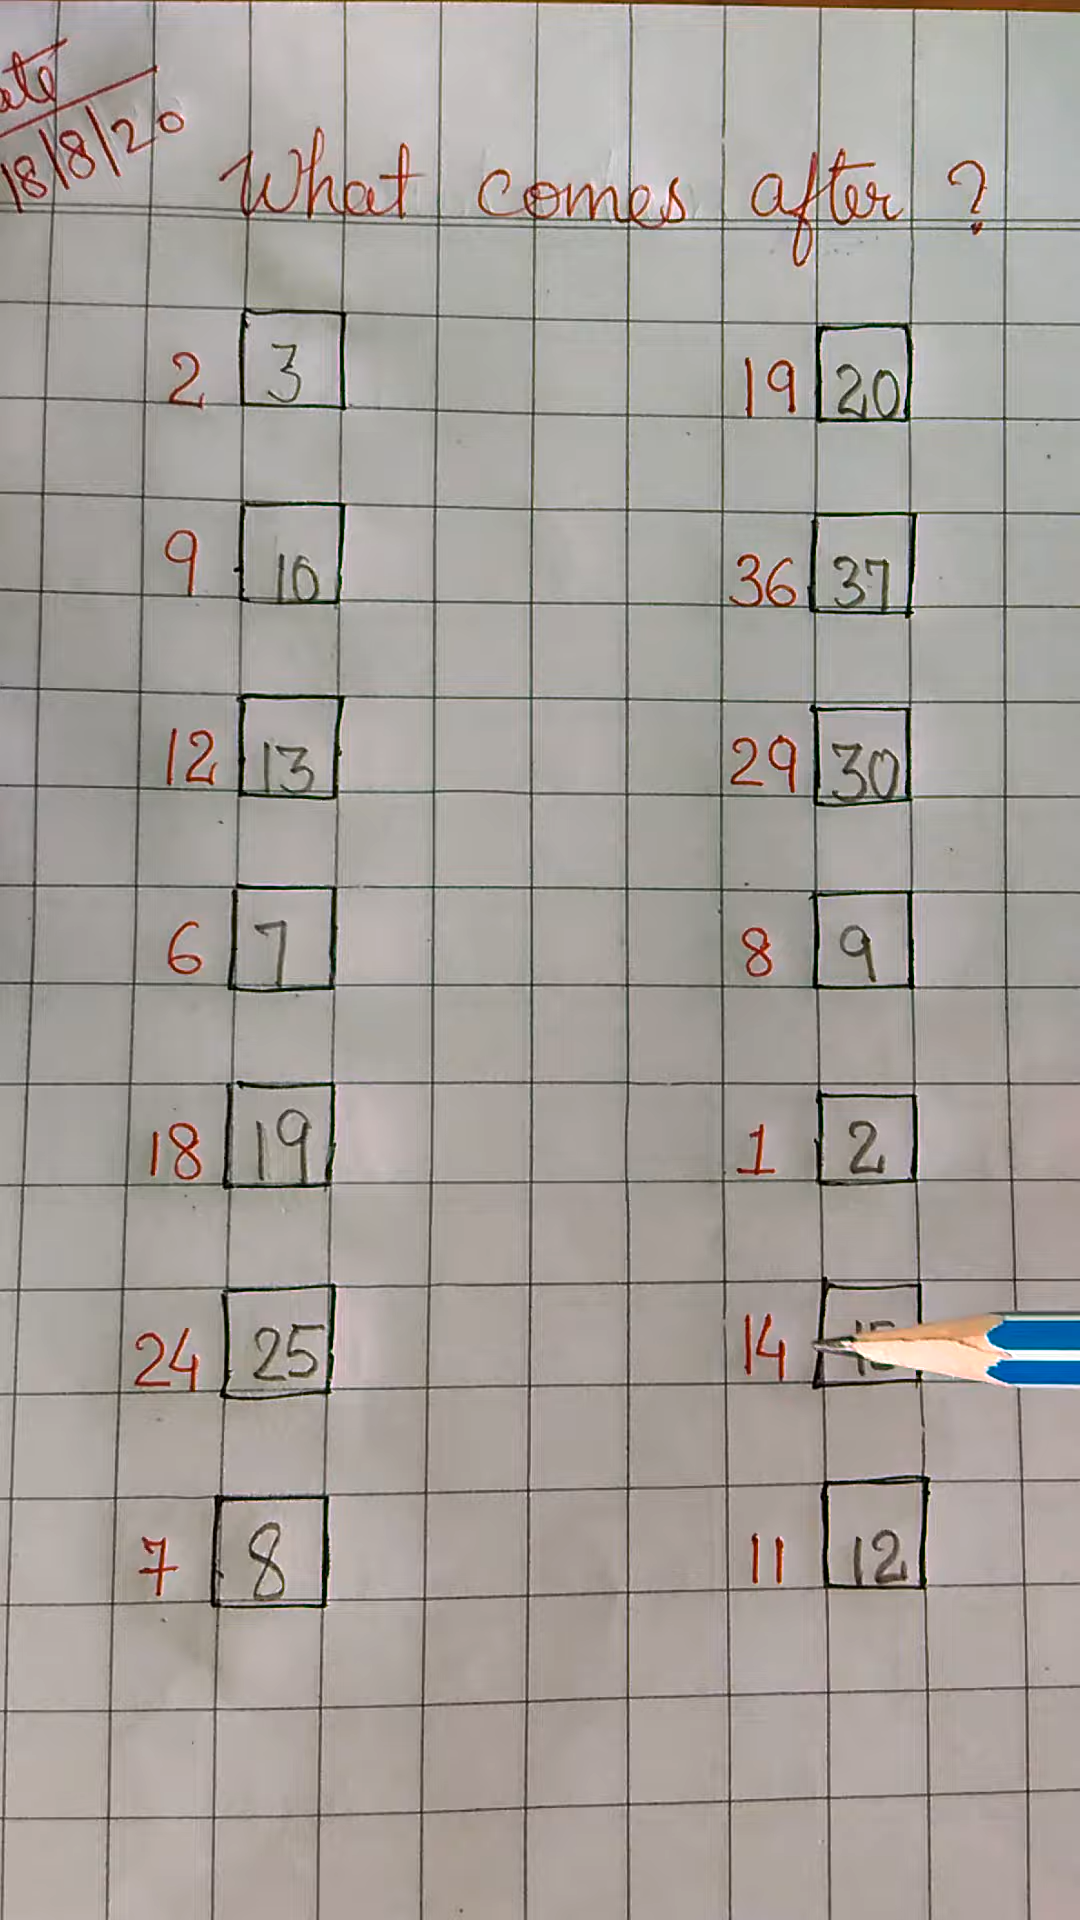 18/8/20
What comes after ?
2 3 19 20
9 10 36 37
12 13 29 30
6 7 8 9
18 19 1 2
24 25 14 15
7 8 11 12